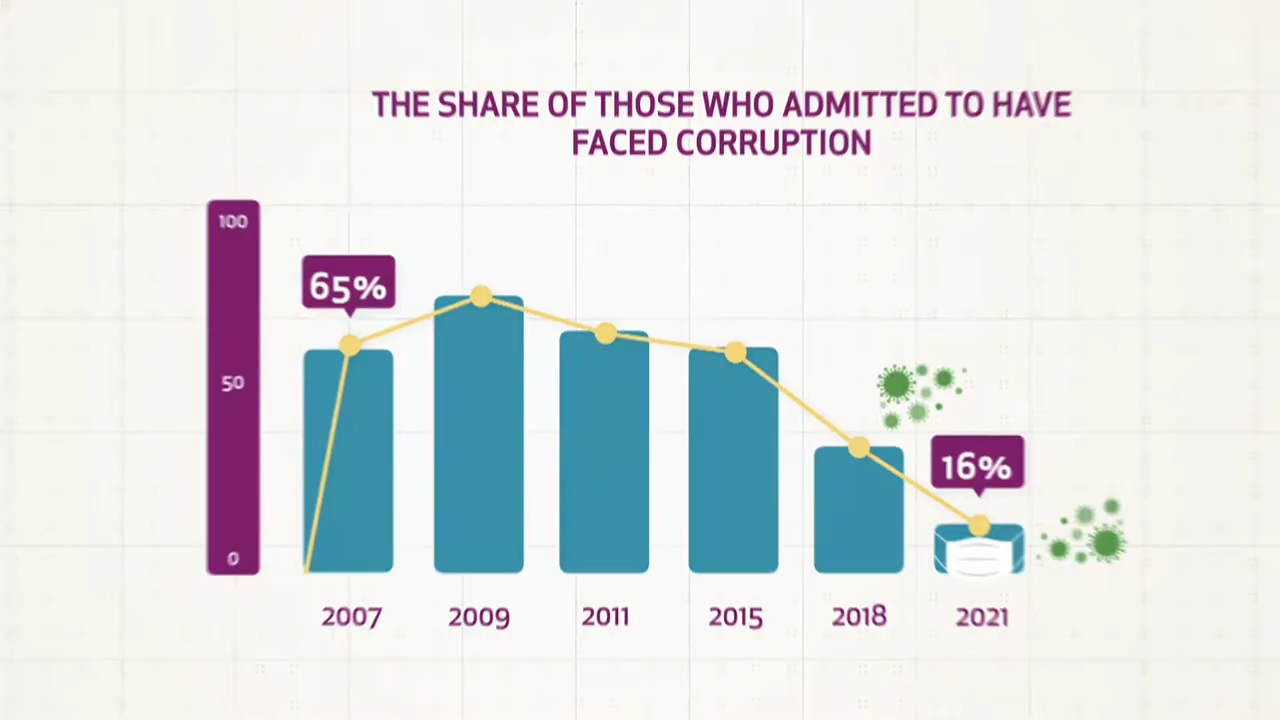 THE SHARE OF THOSE WHO ADMITTED TO HAVE
FACED CORRUPTION
100
65%
50
16%
0
2007 2009 2011 2015 2018 2021